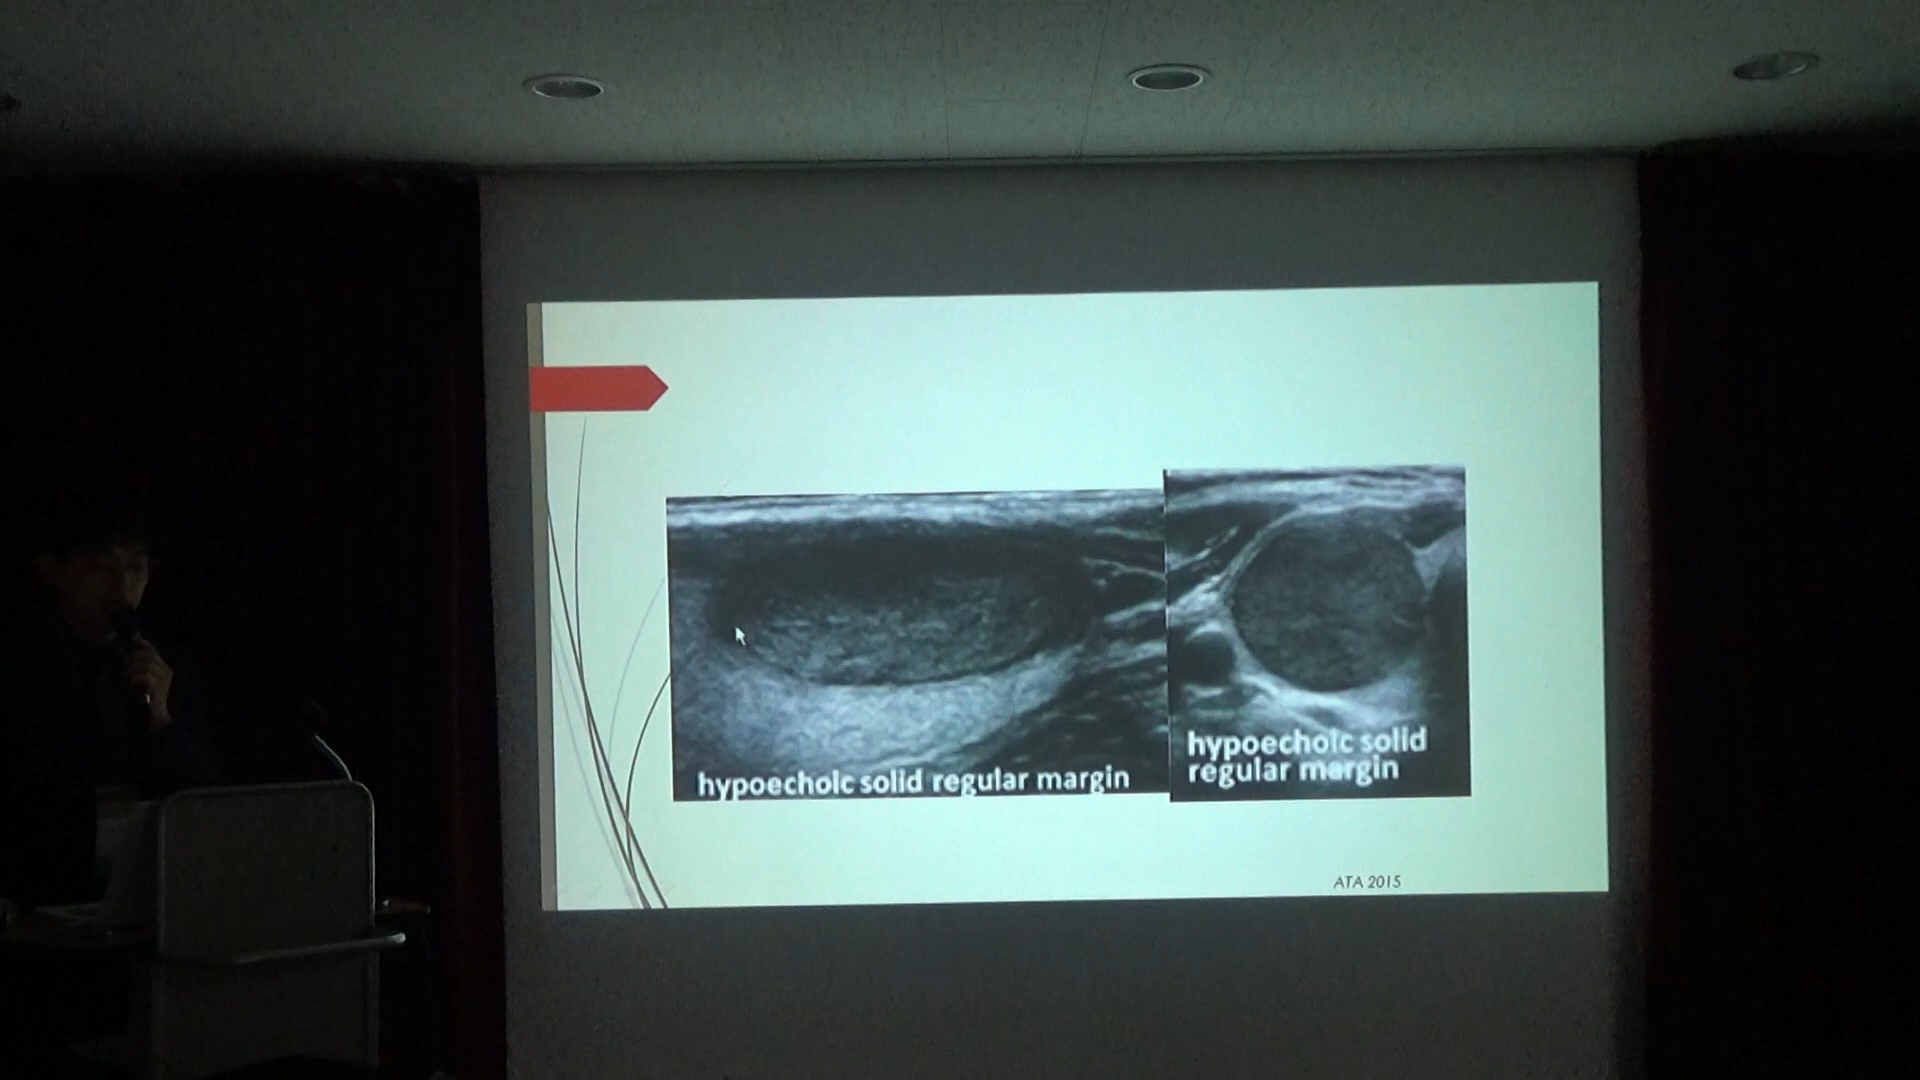 hypoechoic solid regular margin
hypoechoic solid
regular margin
ATA 2015